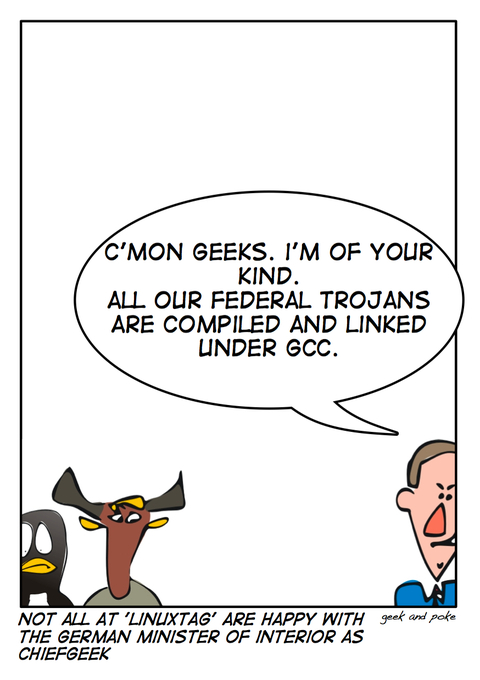 C'MON GEEKS. I'M OF YOUR
KIND.
ALL OUR FEDERAL TROJANS
ARE COMPILED AND LINKED
UNDER GCC.
geek and poke
NOT ALL AT 'LINUXTAG' ARE HAPPY WITH
THE GERMAN MINISTER OF INTERIOR AS
CHIEFGEEK